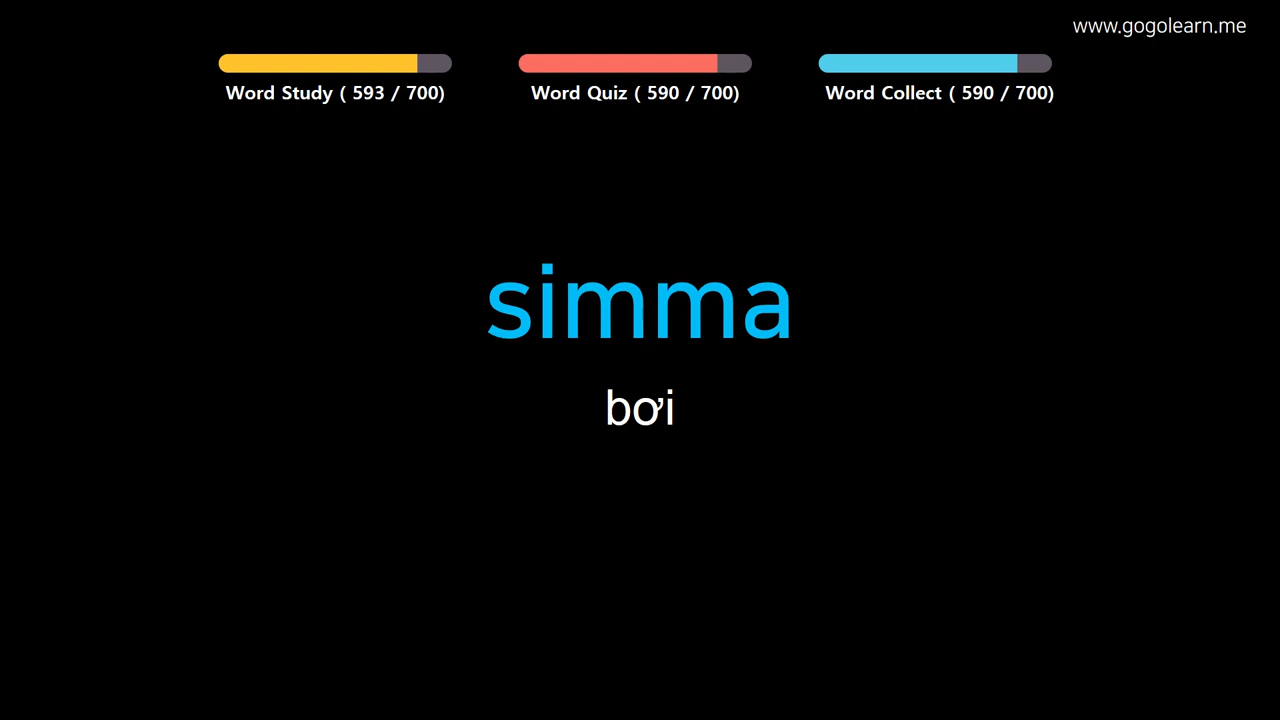 www.gogolearn.me
Word Study ( 593 / 700)
Word Quiz ( 590 / 700)
Word Collect ( 590 / 700)
simma
bơi